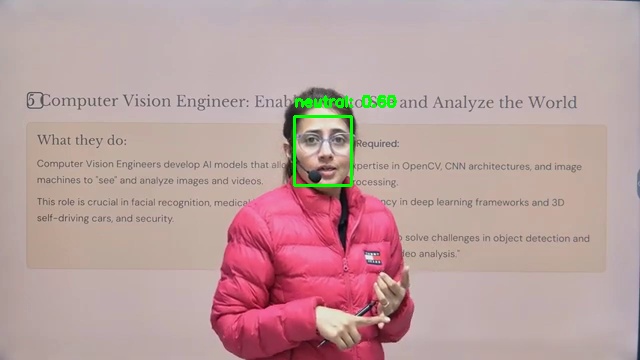 5 Computer Vision Engineer: Enab to S and Analyze the World
neutral
What they do:
Required:
Computer Vision Engineers develop AI models that allo
machines to "see" and analyze images and videos.
xpertise in OpenCV, CNN architectures, and image
rocessing.
This role is crucial in facial recognition, medical
self-driving cars, and security.
ncy in deep learning frameworks and 3D
o solve challenges in object detection and
deo analysis."